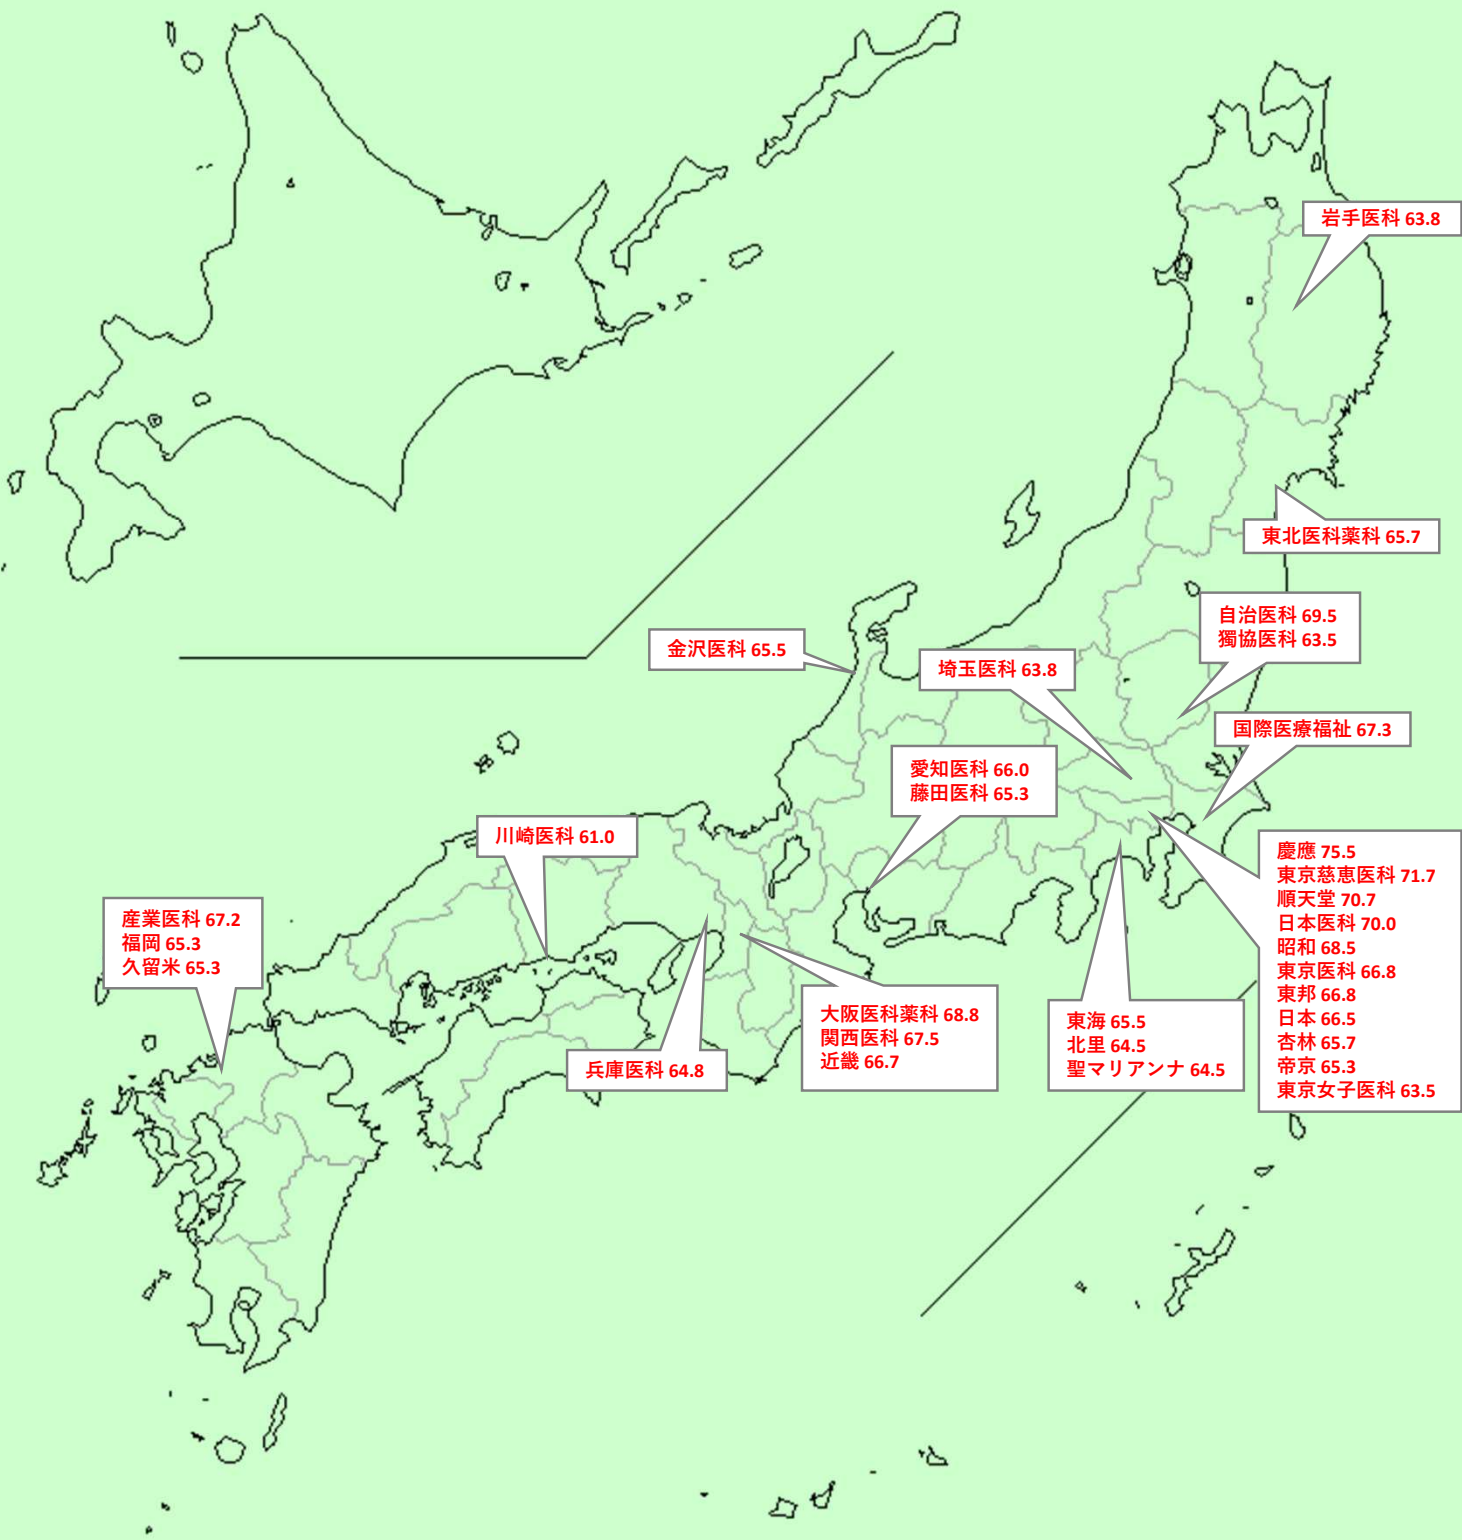 岩手医科 63.8
東北医科薬科 65.7
自治医科 69.5
獨協医科 63.5
金沢医科 65.5
埼玉医科 63.8
国際医療福祉 67.3
愛知医科 66.0
藤田医科 65.3
川崎医科 61.0
慶應 75.5
東京慈恵医科 71.7
順天堂 70.7
日本医科 70.0
昭和 68.5
東京医科 66.8
東邦 66.8
日本 66.5
杏林 65.7
帝京 65.3
東京女子医科 63.5
産業医科 67.2
福岡 65.3
久留米 65.3
大阪医科薬科 68.8
関西医科 67.5
近畿 66.7
東海 65.5
北里 64.5
聖マリアンナ 64.5
兵庫医科 64.8